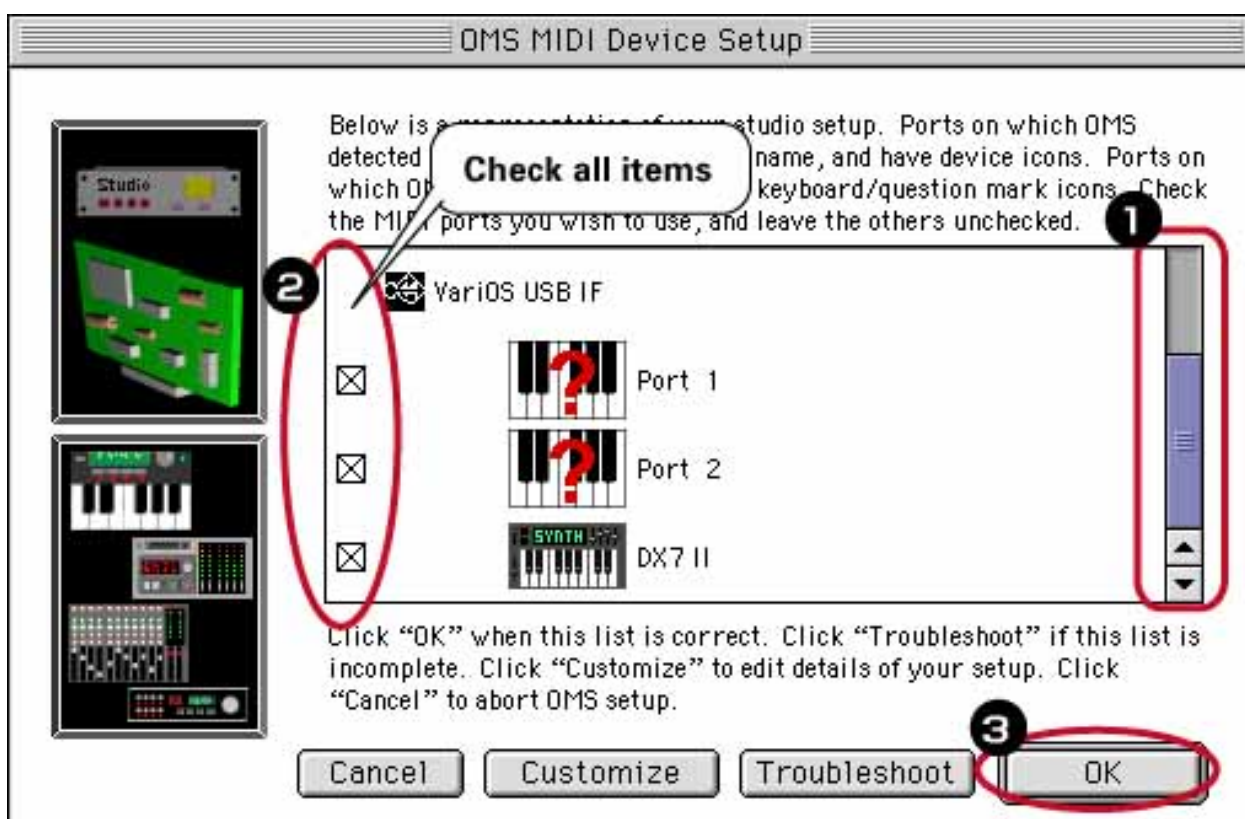 OMS MIDI Device Setup
Below is studio setup. Ports on which OMS
detected name, and have device icons. Ports on
which keyboard/question mark icons. Check
the ports you wish to use, and leave the others unchecked.
Check all items
1
2
VariOS USB IF
? Port 1
? Port 2
SYNTH DX7 II
Studio
Click “OK” when this list is correct. Click “Troubleshoot” if this list is
incomplete. Click “Customize” to edit details of your setup. Click
“Cancel” to abort OMS setup.
3
Cancel Customize Troubleshoot OK